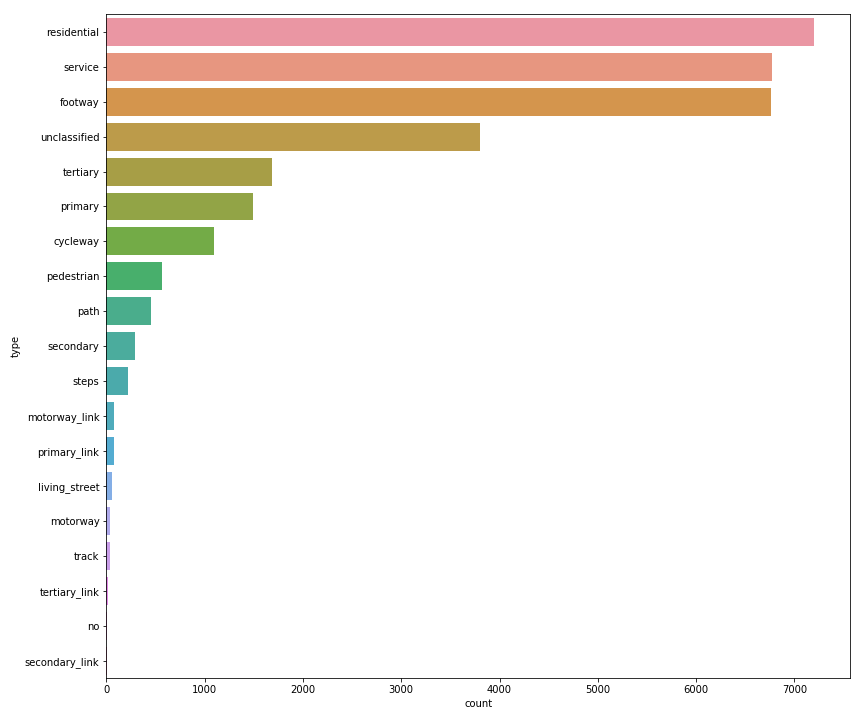 residential
service
footway
unclassified
tertiary
primary
cycleway
pedestrian
path
secondary
steps
motorway_link
primary_link
living_street
motorway
track
tertiary_link
no
secondary_link
type
0 1000 2000 3000 4000 5000 6000 7000
count